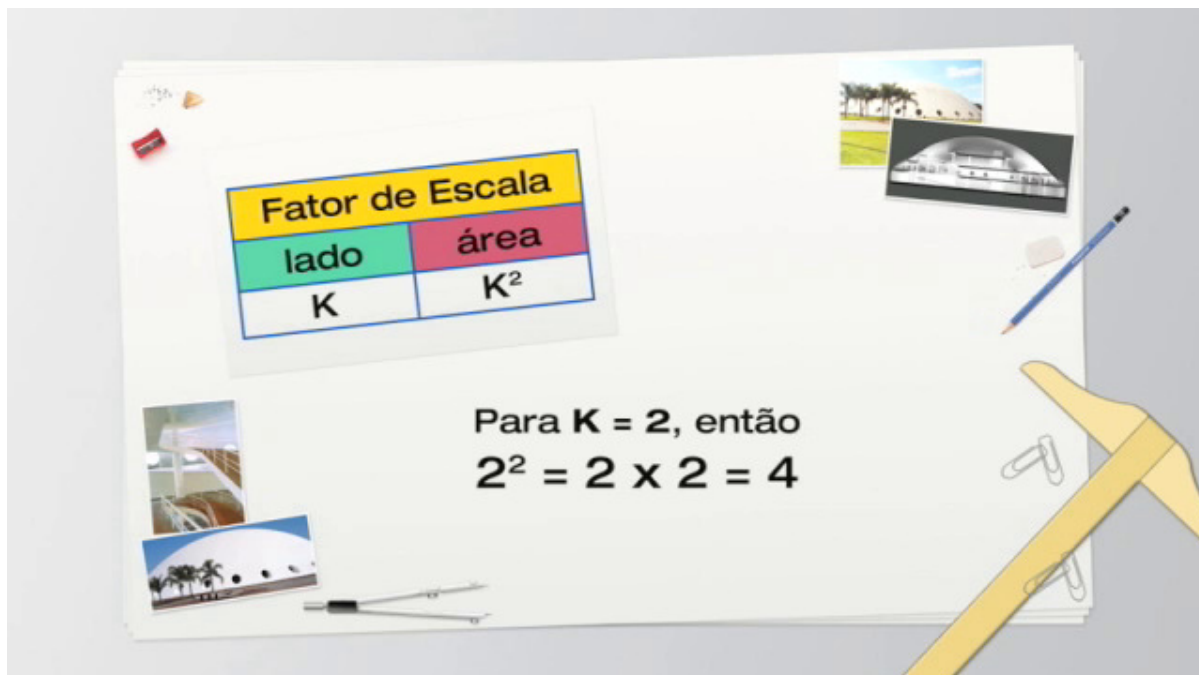 Fator de Escala
lado área
K K²
Para K = 2, então
2² = 2 x 2 = 4